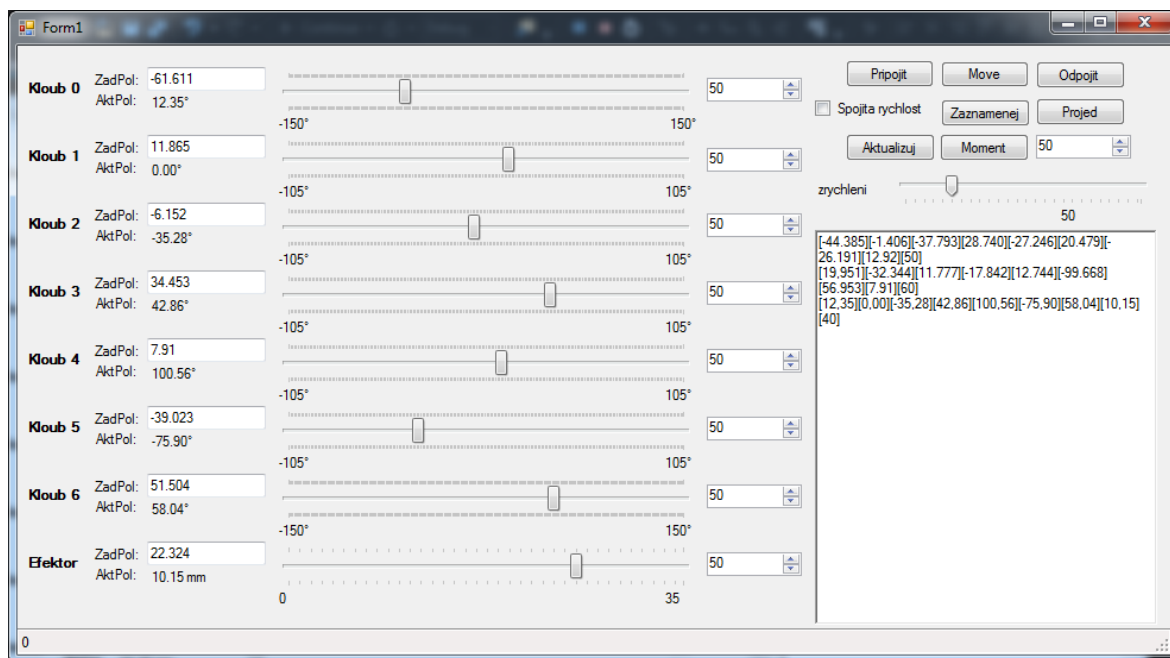 Form1
Kloub 0 ZadPol: -61.611 50
AktPol: 12.35°
-150° 150°
Kloub 1 ZadPol: 11.865 50
AktPol: 0.00°
-105° 105°
Kloub 2 ZadPol: -6.152 50
AktPol: -35.28°
-105° 105°
Kloub 3 ZadPol: 34.453 50
AktPol: 42.86°
-105° 105°
Kloub 4 ZadPol: 7.91 50
AktPol: 100.56°
-105° 105°
Kloub 5 ZadPol: -39.023 50
AktPol: -75.90°
-105° 105°
Kloub 6 ZadPol: 51.504 50
AktPol: 58.04°
-150° 150°
Efektor ZadPol: 22.324 50
AktPol: 10.15 mm
0 35
Pripojit Move Odpojit
Spojita rychlost Zaznamenej Projed
Aktualizuj Moment 50
zrychleni
50
[-44.385][-1.406][-37.793][28.740][-27.246][20.479][-
26.191][12.92][50]
[19,951][-32.344][11.777][-17.842][12.744][-99.668]
[56.953][7.91][60]
[12,35][0,00][-35,28][42,86][100,56][-75,90][58,04][10,15]
[40]
0